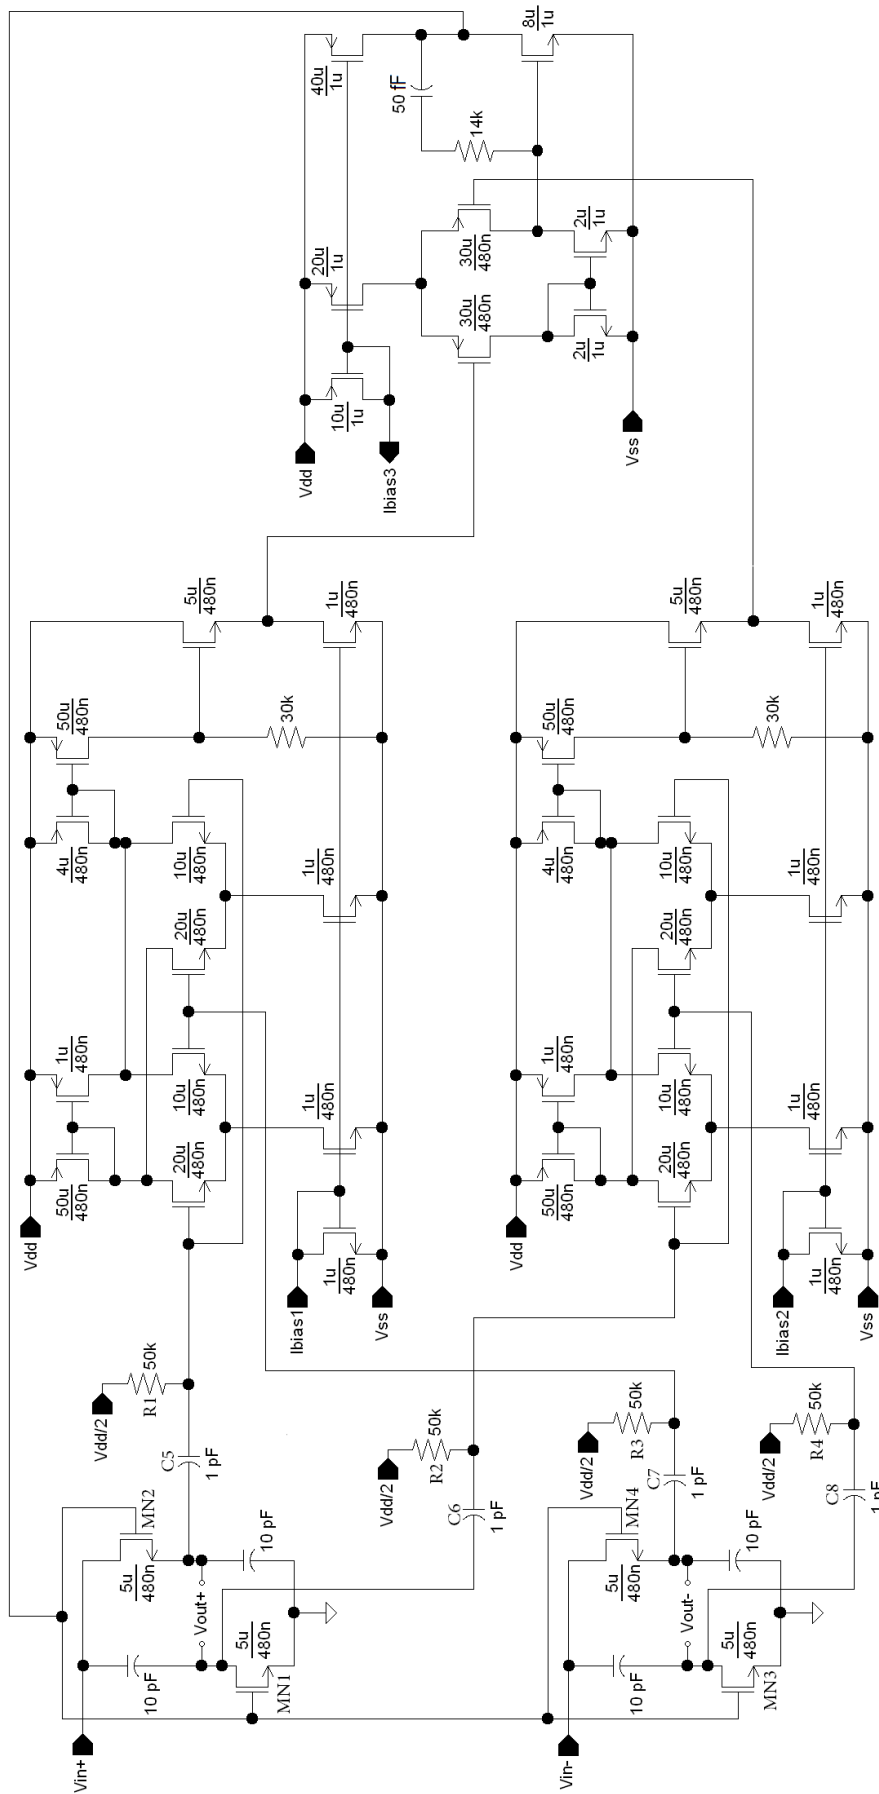 Vin+
10 pF
MN1
5u
480n
Vout+
5u
480n
MN2
10 pF
C5
1 pF
Vdd/2
R1
50k
C6
1 pF
Vdd/2
R2
50k
Vin-
10 pF
MN3
5u
480n
Vout-
5u
480n
MN4
10 pF
C7
1 pF
Vdd/2
R3
50k
C8
1 pF
Vdd/2
R4
50k
Vdd
50u
480n
1u
480n
4u
480n
50u
480n
20u
480n
10u
480n
20u
480n
10u
480n
5u
480n
30k
Ibias1
1u
480n
1u
480n
1u
480n
1u
480n
Vss
Vdd
50u
480n
1u
480n
4u
480n
50u
480n
20u
480n
10u
480n
20u
480n
10u
480n
5u
480n
30k
Ibias2
1u
480n
1u
480n
1u
480n
1u
480n
Vss
Vdd
10u
1u
20u
1u
40u
1u
Ibias3
30u
480n
30u
480n
50 fF
14k
2u
1u
2u
1u
8u
1u
Vss